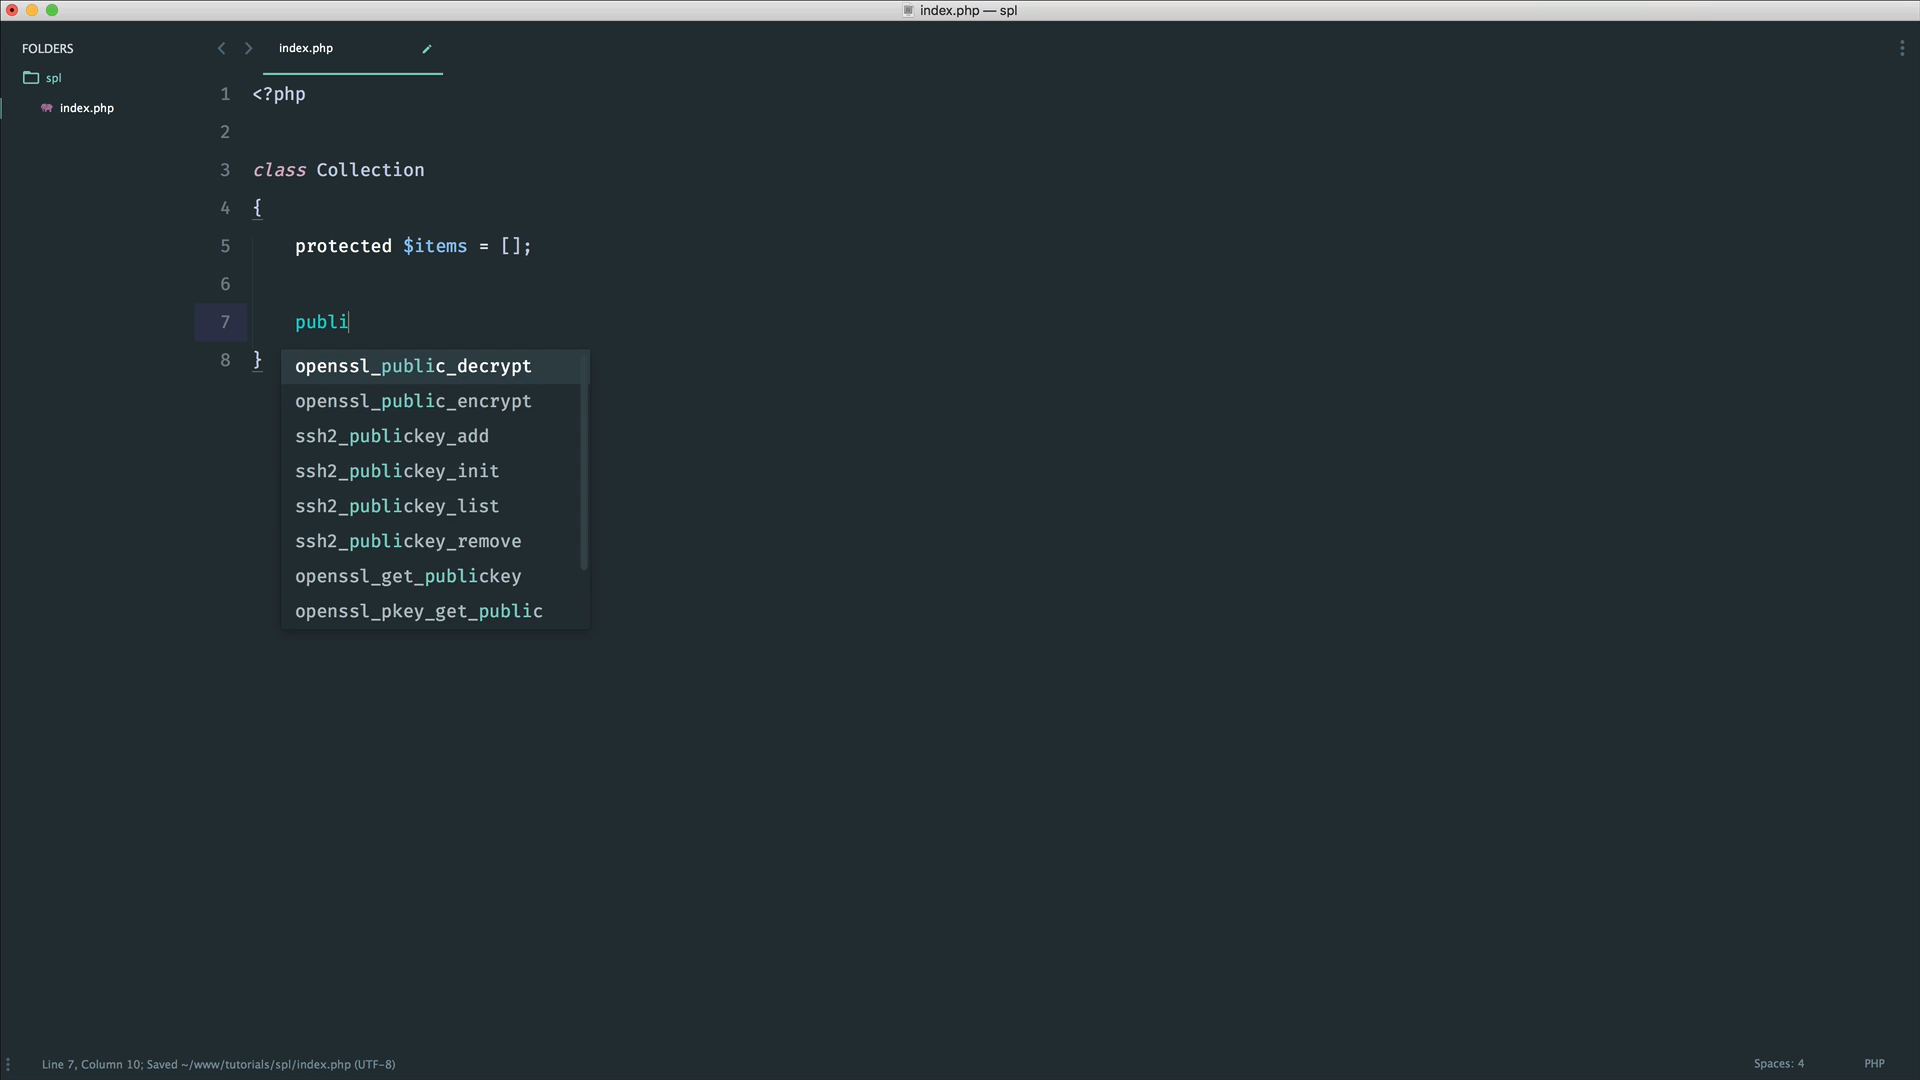 index.php — spl
FOLDERS
spl
index.php
index.php
1 <?php
2
3 class Collection
4 {
5 protected $items = [];
6
7 publi
8 }
openssl_public_decrypt
openssl_public_encrypt
ssh2_publickey_add
ssh2_publickey_init
ssh2_publickey_list
ssh2_publickey_remove
openssl_get_publickey
openssl_pkey_get_public
Line 7, Column 10; Saved ~/www/tutorials/spl/index.php (UTF-8)
Spaces: 4
PHP